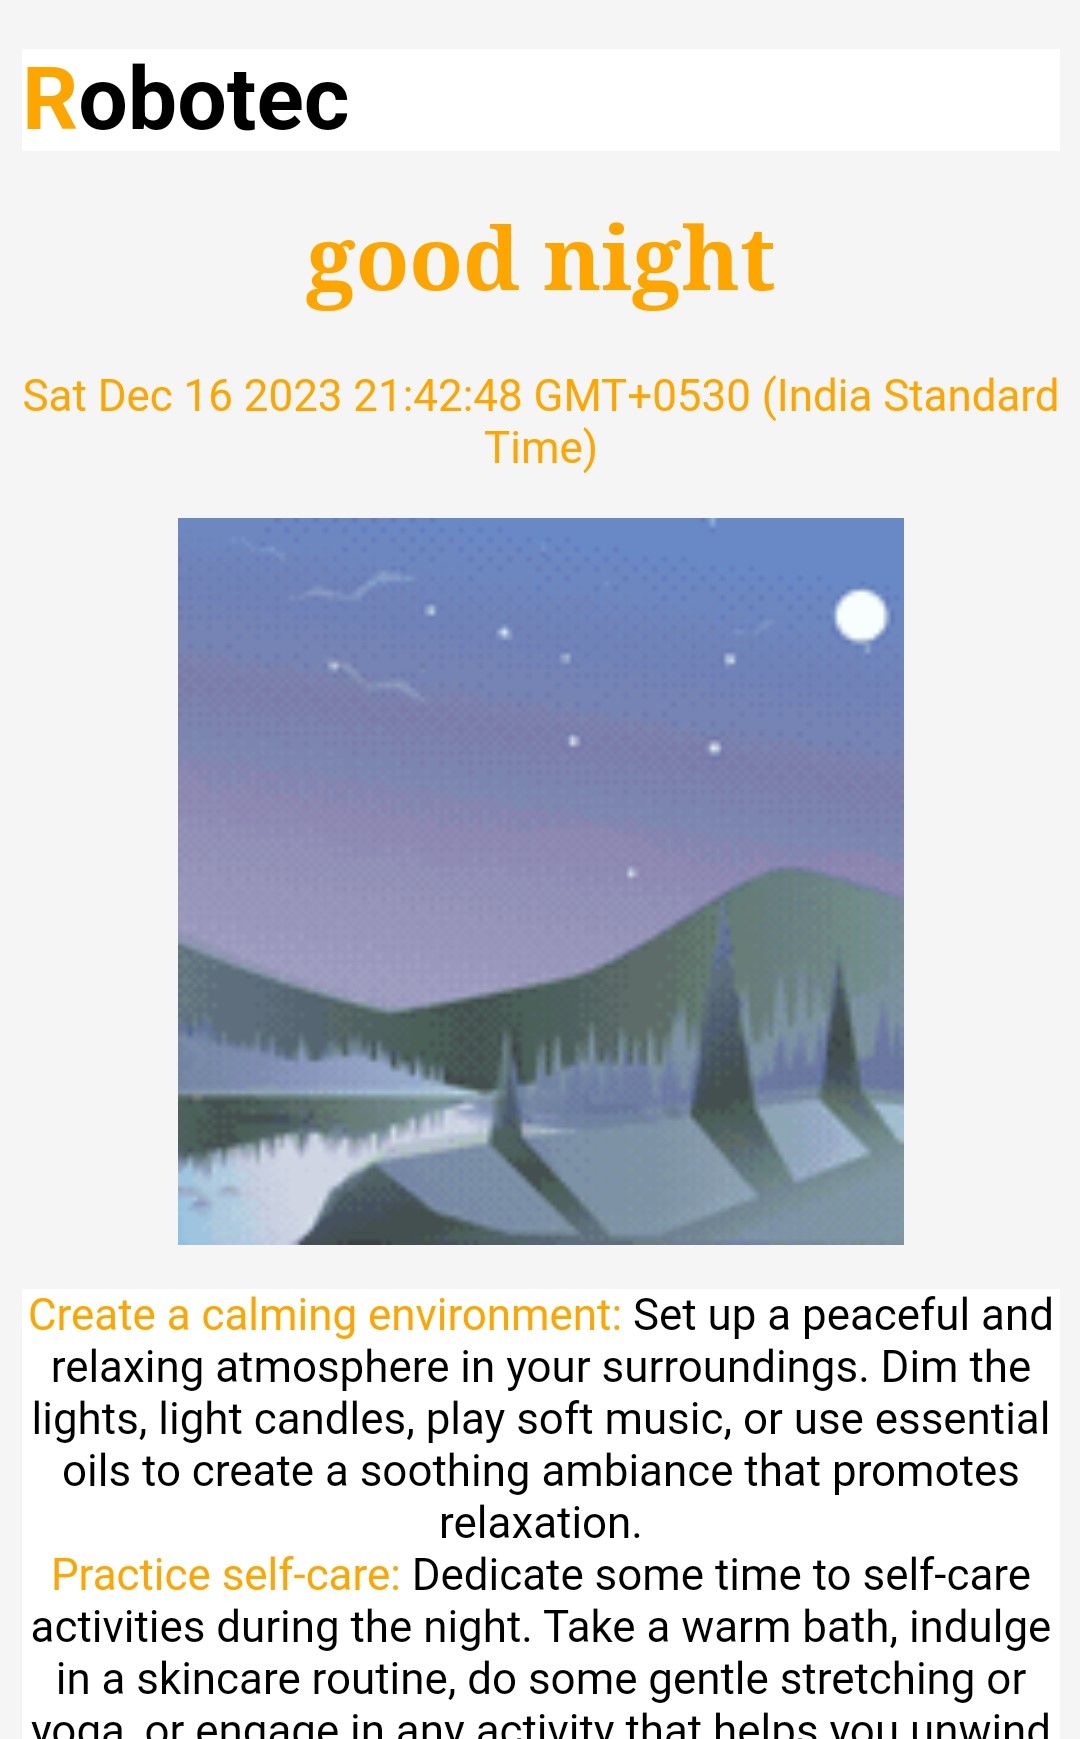 Robotec
good night
Sat Dec 16 2023 21:42:48 GMT+0530 (India Standard
Time)
Create a calming environment: Set up a peaceful and
relaxing atmosphere in your surroundings. Dim the
lights, light candles, play soft music, or use essential
oils to create a soothing ambiance that promotes
relaxation.
Practice self-care: Dedicate some time to self-care
activities during the night. Take a warm bath, indulge
in a skincare routine, do some gentle stretching or
yoga, or engage in any activity that helps you unwind